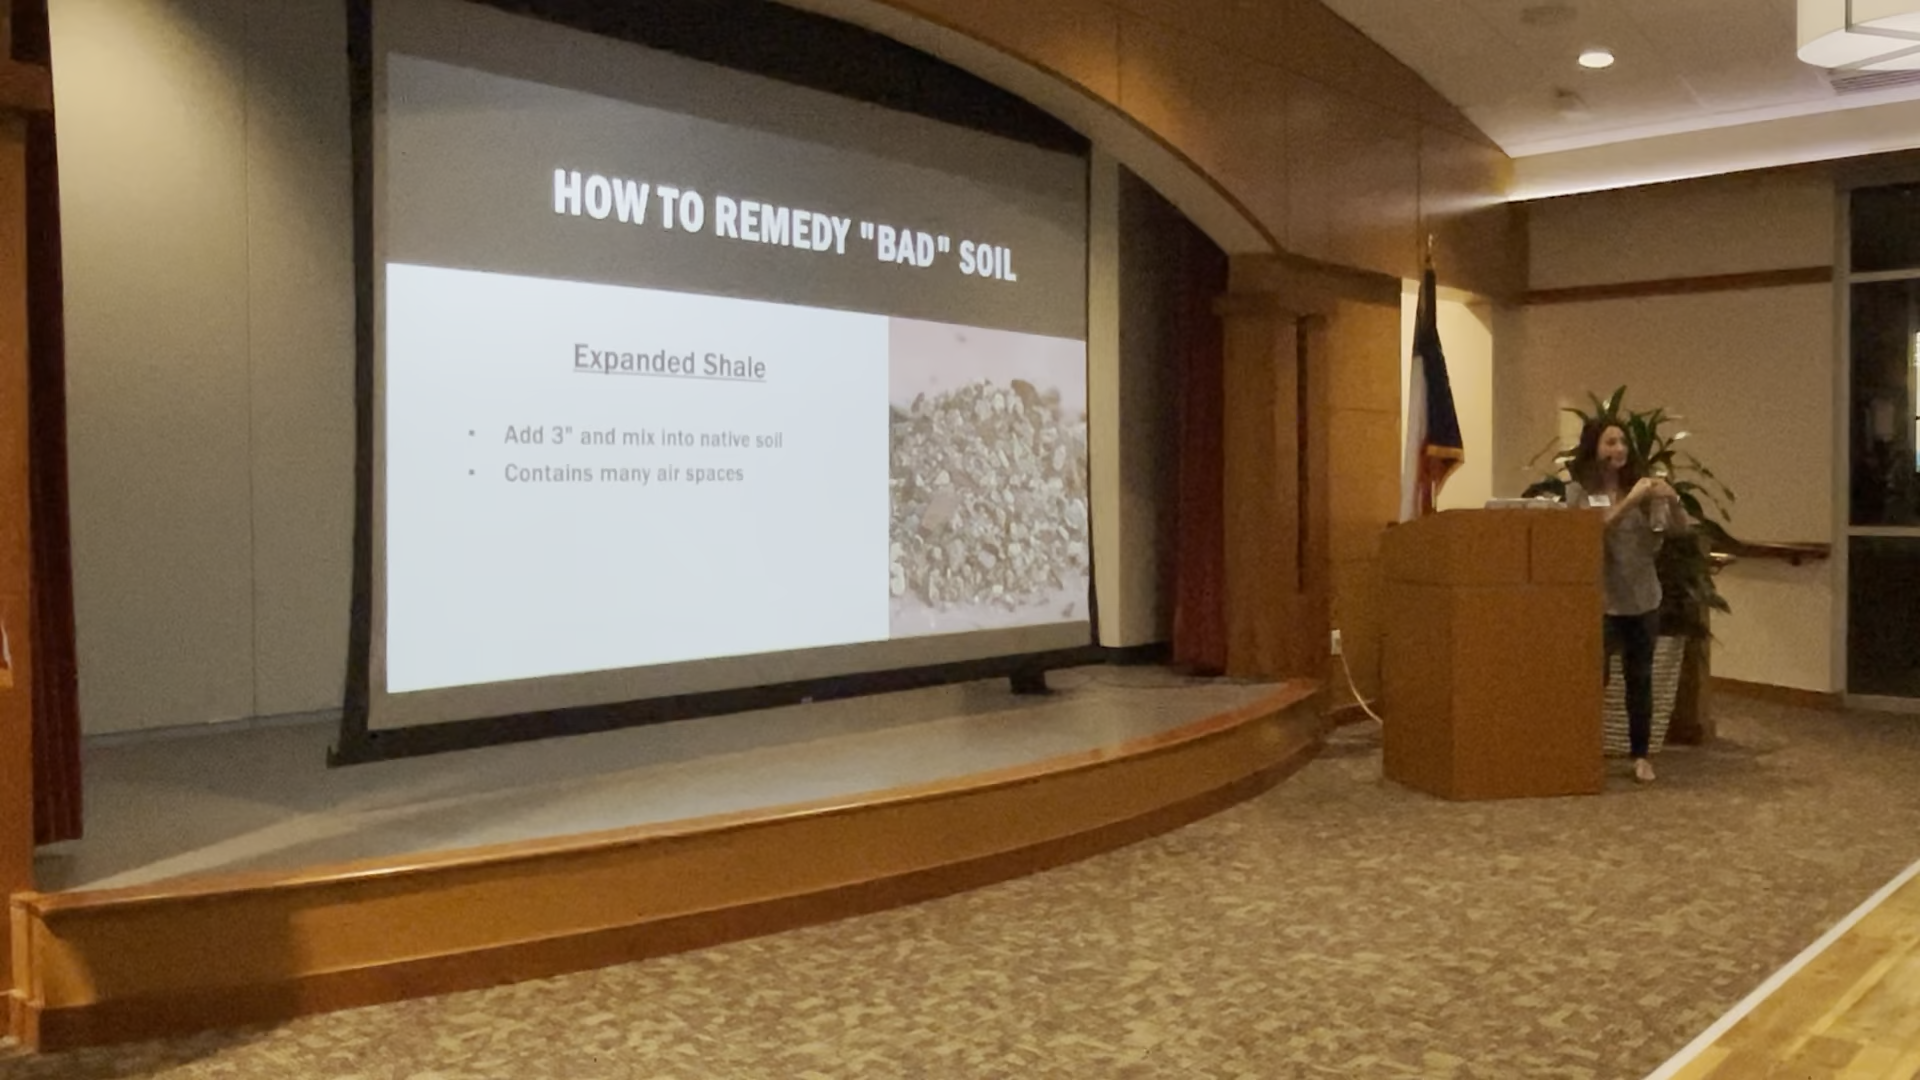 HOW TO REMEDY "BAD" SOIL
Expanded Shale
• Add 3" and mix into native soil
• Contains many air spaces